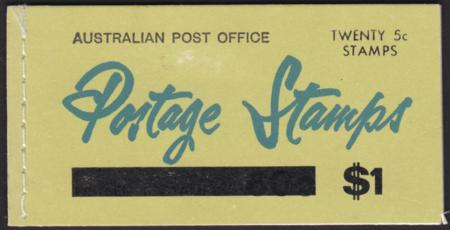 AUSTRALIAN POST OFFICE
TWENTY 5c
STAMPS
Postage Stamps
$1